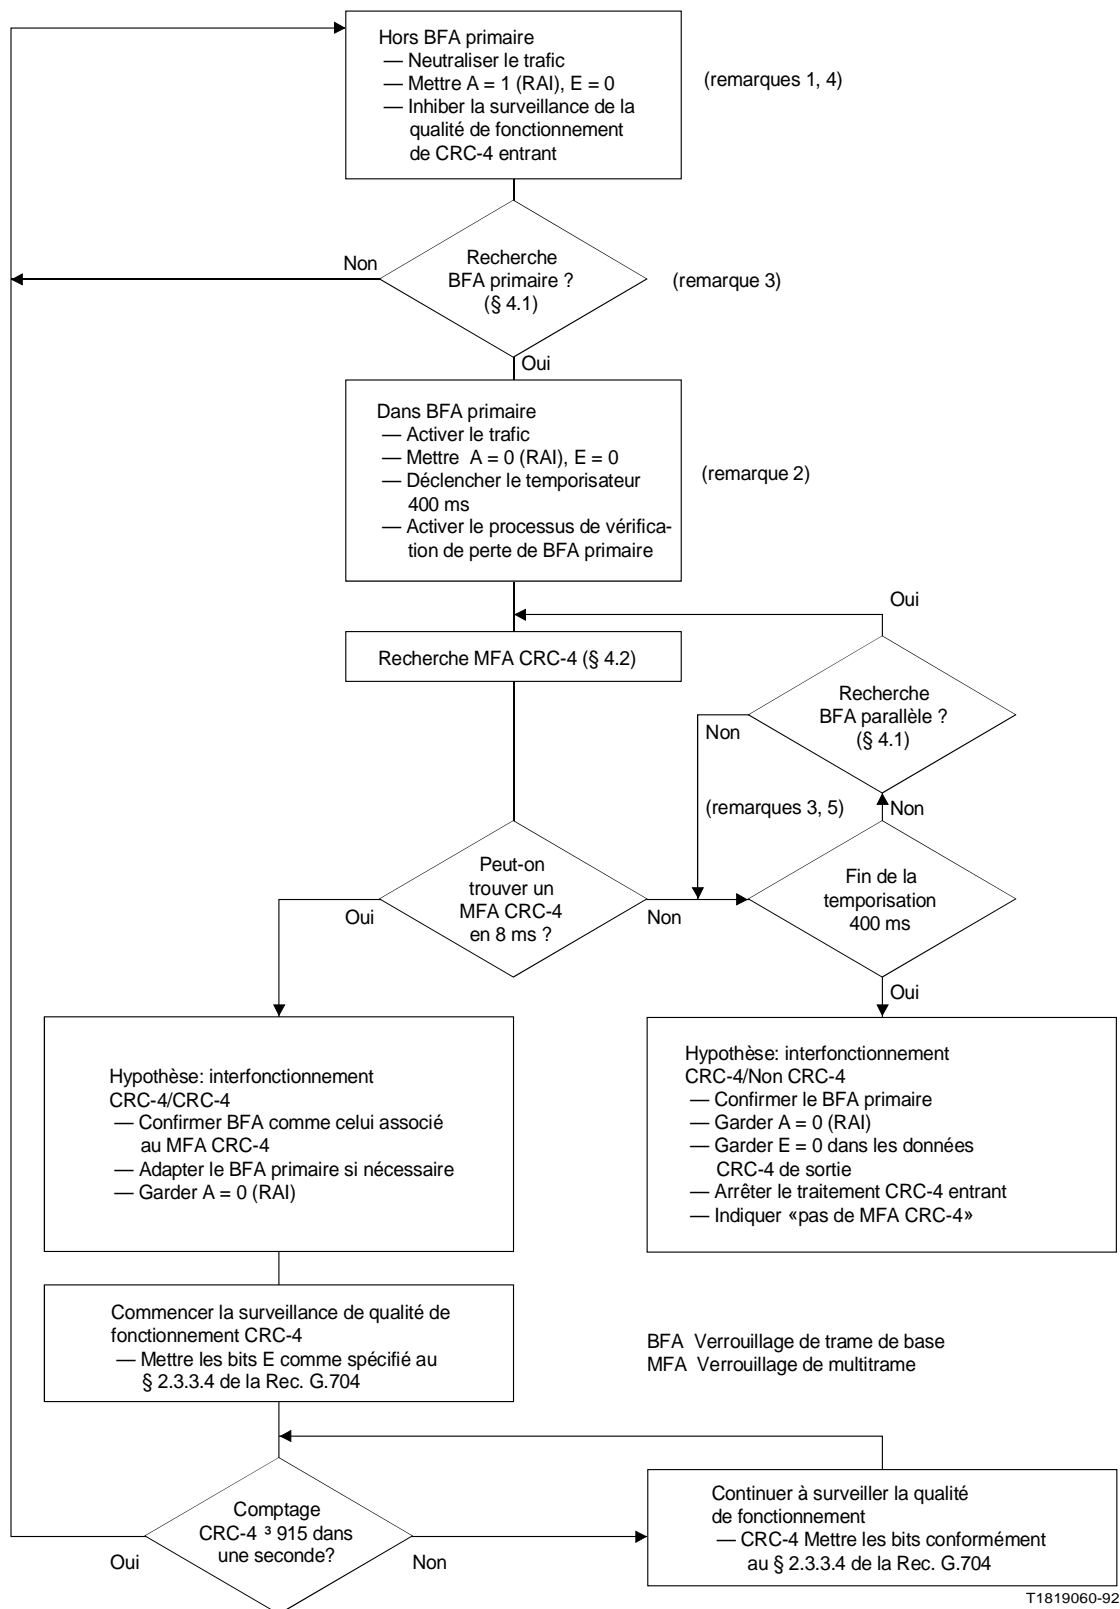 Hors BFA primaire
— Neutraliser le trafic
— Mettre A = 1 (RAI), E = 0
— Inhiber la surveillance de la
qualité de fonctionnement
de CRC-4 entrant
(remarques 1, 4)
Non
Recherche
BFA primaire ?
(§ 4.1)
(remarque 3)
Oui
Dans BFA primaire
— Activer le trafic
— Mettre A = 0 (RAI), E = 0
— Déclencher le temporisateur
400 ms
— Activer le processus de vérifica-
tion de perte de BFA primaire
(remarque 2)
Oui
Recherche MFA CRC-4 (§ 4.2)
Recherche
BFA parallèle ?
(§ 4.1)
Non
(remarques 3, 5)
Non
Peut-on
trouver un
MFA CRC-4
en 8 ms ?
Oui
Non
Fin de la
temporisation
400 ms
Oui
Hypothèse: interfonctionnement
CRC-4/CRC-4
— Confirmer BFA comme celui associé
au MFA CRC-4
— Adapter le BFA primaire si nécessaire
— Garder A = 0 (RAI)
Hypothèse: interfonctionnement
CRC-4/Non CRC-4
— Confirmer le BFA primaire
— Garder A = 0 (RAI)
— Garder E = 0 dans les données
CRC-4 de sortie
— Arrêter le traitement CRC-4 entrant
— Indiquer «pas de MFA CRC-4»
Commencer la surveillance de qualité de
fonctionnement CRC-4
— Mettre les bits E comme spécifié au
§ 2.3.3.4 de la Rec. G.704
BFA Verrouillage de trame de base
MFA Verrouillage de multitrame
Comptage
CRC-4 ³ 915 dans
une seconde?
Oui
Non
Continuer à surveiller la qualité
de fonctionnement
— CRC-4 Mettre les bits conformément
au § 2.3.3.4 de la Rec. G.704
T1819060-92